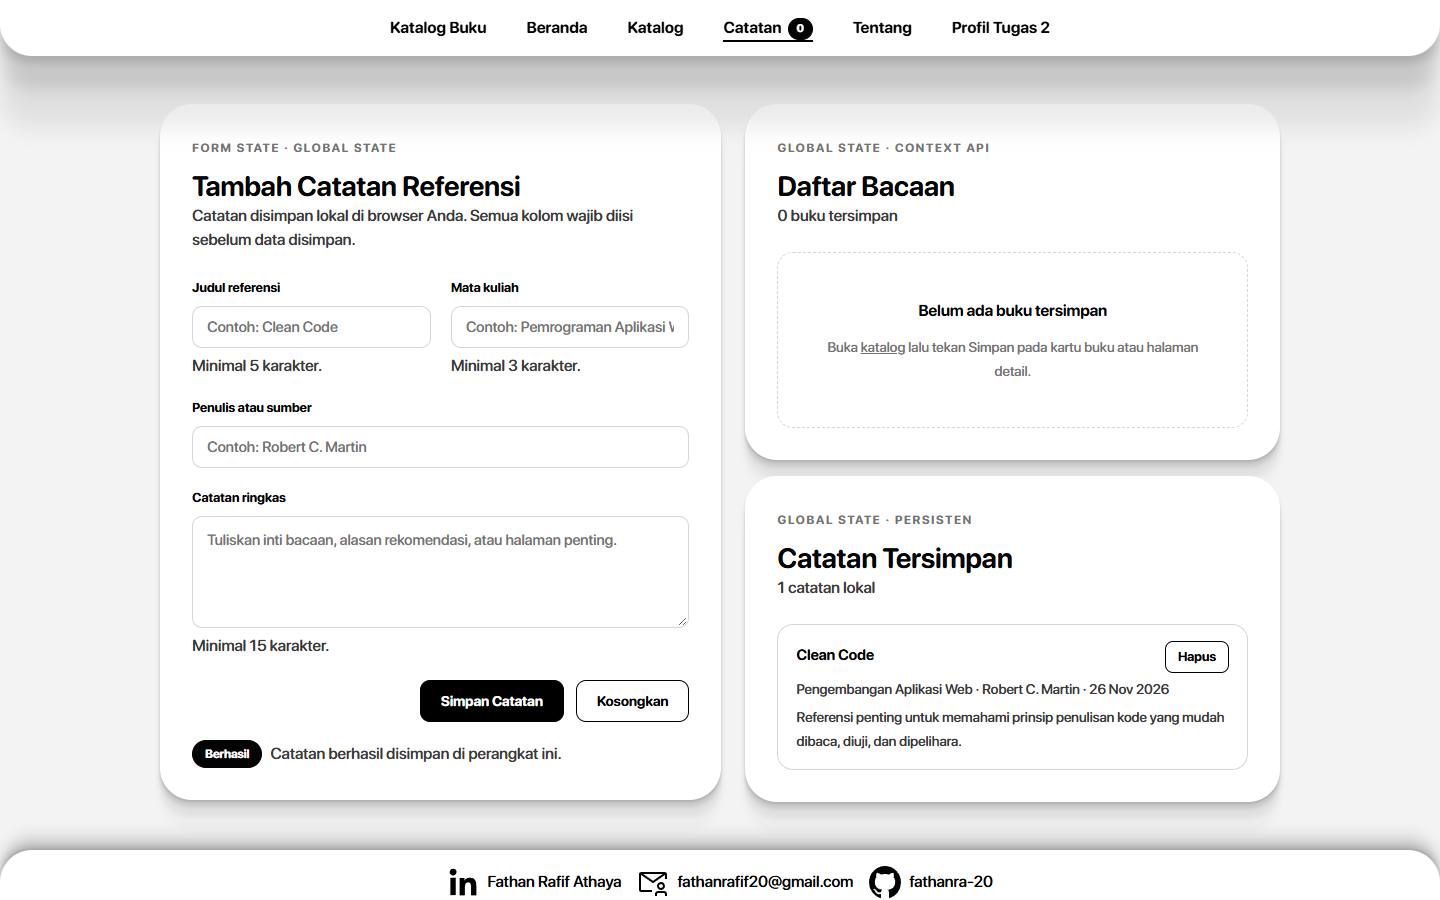 Katalog Buku Beranda Katalog Catatan 0 Tentang Profil Tugas 2
FORM STATE · GLOBAL STATE
Tambah Catatan Referensi
Catatan disimpan lokal di browser Anda. Semua kolom wajib diisi
sebelum data disimpan.
Judul referensi
Contoh: Clean Code
Minimal 5 karakter.
Mata kuliah
Contoh: Pemrograman Aplikasi
Minimal 3 karakter.
Penulis atau sumber
Contoh: Robert C. Martin
Catatan ringkas
Tuliskan inti bacaan, alasan rekomendasi, atau halaman penting.
Minimal 15 karakter.
Simpan Catatan
Kosongkan
Berhasil Catatan berhasil disimpan di perangkat ini.
GLOBAL STATE · CONTEXT API
Daftar Bacaan
0 buku tersimpan
Belum ada buku tersimpan
Buka katalog lalu tekan Simpan pada kartu buku atau halaman
detail.
GLOBAL STATE · PERSISTEN
Catatan Tersimpan
1 catatan lokal
Clean Code
Hapus
Pengembangan Aplikasi Web · Robert C. Martin · 26 Nov 2026
Referensi penting untuk memahami prinsip penulisan kode yang mudah
dibaca, diuji, dan dipelihara.
Fathan Rafif Athaya fathanrafif20@gmail.com fathanra-20